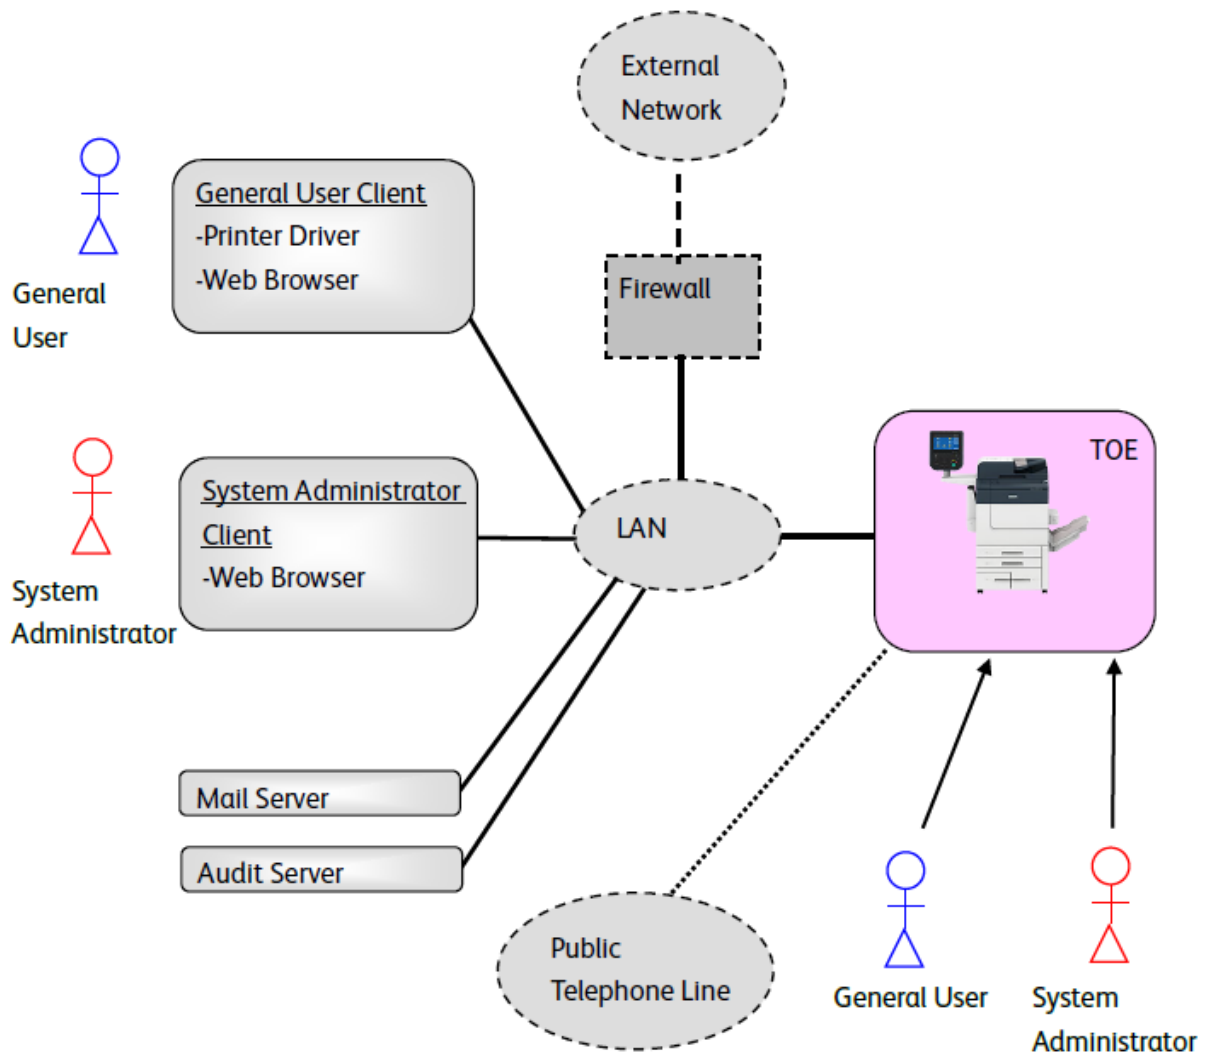 External
Network
General User Client
-Printer Driver
-Web Browser
General
User
Firewall
TOE
System Administrator
Client
-Web Browser
LAN
System
Administrator
Mail Server
Audit Server
Public
Telephone Line
General User
System
Administrator